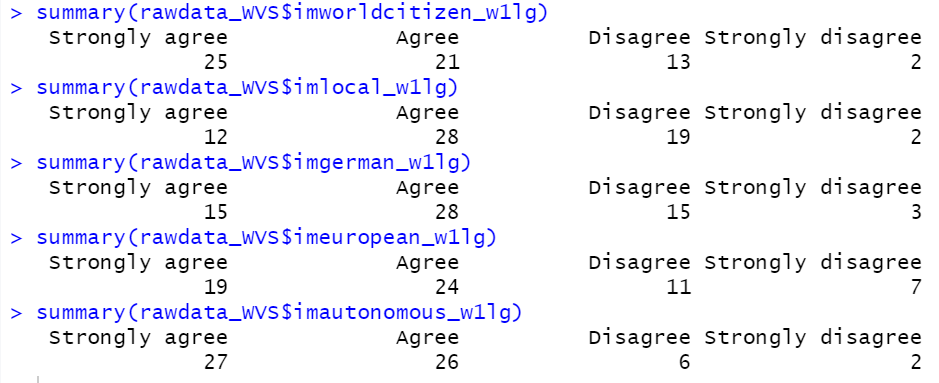 > summary(rawdata_WVS$imworldcitizen_w1lg)
Strongly agree Agree Disagree Strongly disagree
25 21 13 2
> summary(rawdata_WVS$imlocal_w1lg)
Strongly agree Agree Disagree Strongly disagree
12 28 19 2
> summary(rawdata_WVS$imgerman_w1lg)
Strongly agree Agree Disagree Strongly disagree
15 28 15 3
> summary(rawdata_WVS$imeuropean_w1lg)
Strongly agree Agree Disagree Strongly disagree
19 24 11 7
> summary(rawdata_WVS$imautonomous_w1lg)
Strongly agree Agree Disagree Strongly disagree
27 26 6 2